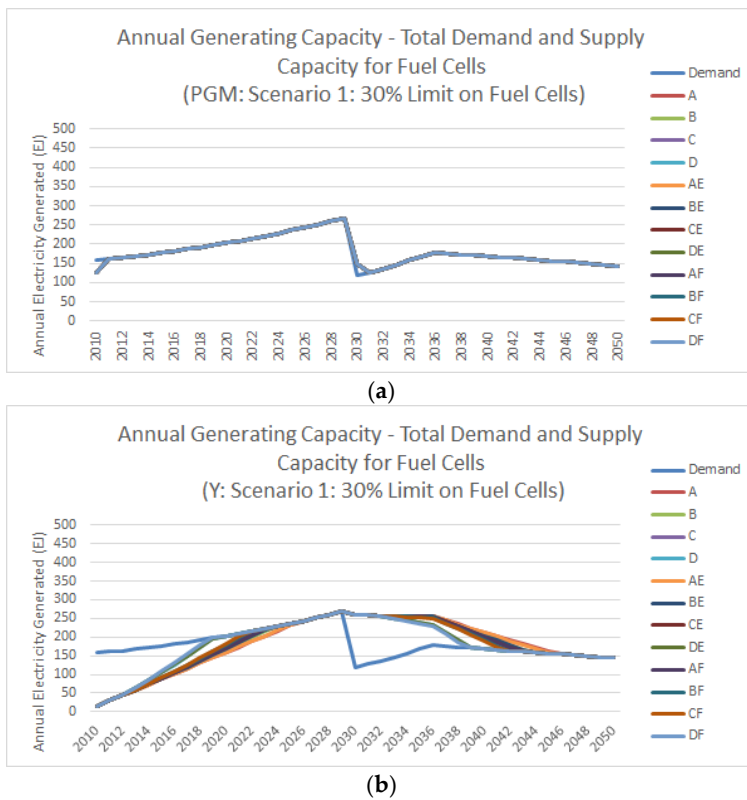 Annual Generating Capacity - Total Demand and Supply
Capacity for Fuel Cells
(PGM: Scenario 1: 30% Limit on Fuel Cells)
Annual Electricity Generated (EJ)
500
450
400
350
300
250
200
150
100
50
0
2010 2012 2014 2016 2018 2020 2022 2024 2026 2028 2030 2032 2034 2036 2038 2040 2042 2044 2046 2048 2050
Demand
A
B
C
D
AE
BE
CE
DE
AF
BF
CF
DF
(a)
Annual Generating Capacity - Total Demand and Supply
Capacity for Fuel Cells
(Y: Scenario 1: 30% Limit on Fuel Cells)
Annual Electricity Generated (EJ)
500
450
400
350
300
250
200
150
100
50
0
2010 2012 2014 2016 2018 2020 2022 2024 2026 2028 2030 2032 2034 2036 2038 2040 2042 2044 2046 2048 2050
Demand
A
B
C
D
AE
BE
CE
DE
AF
BF
CF
DF
(b)